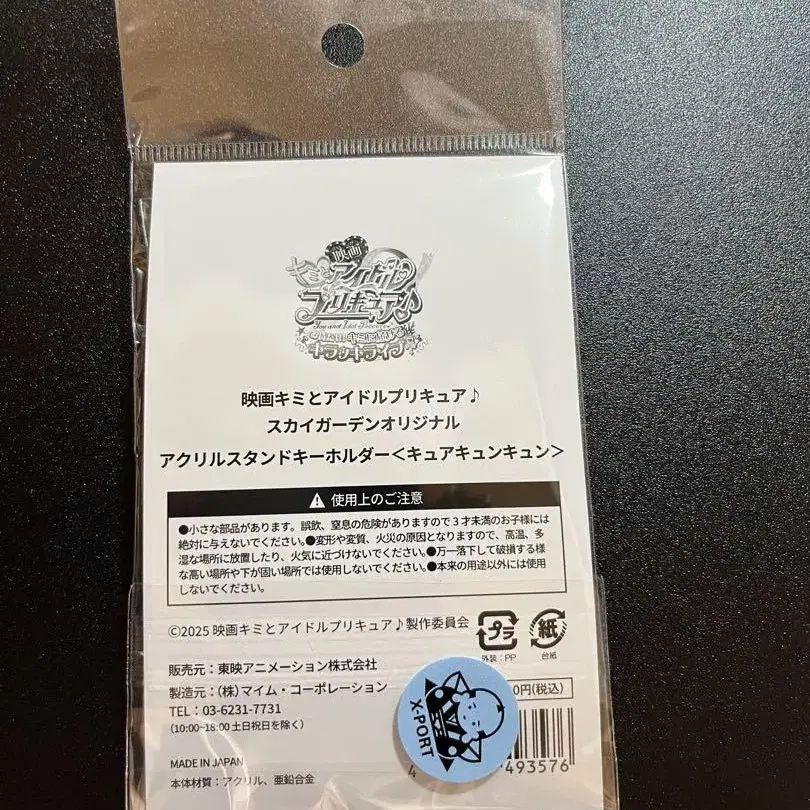 映画
キミとアイドル
プリキュア♪
You and Idol Precure
キラッキライブ
映画キミとアイドルプリキュア♪
スカイガーデンオリジナル
アクリルスタンドキーホルダー<キュアキュンキュン>
⚠ 使用上のご注意
●小さな部品があります。誤飲、窒息の危険がありますので3才未満のお子様には
絶対に与えないでください。●変形や変質、火災の原因となりますので、高温、多
湿な場所に放置したり、火気に近づけないでください。●万一落下して破損する様
な高い場所や下が固い場所では使用しないでください。●本来の用途以外には使用
しないでください。
©2025 映画キミとアイドルプリキュア♪製作委員会
プラ
外装:PP
紙
台紙
販売元:東映アニメーション株式会社
0円(税込)
製造元:(株)マイム・コーポレーション
TEL:03-6231-7731
(10:00~18:00 土日祝日を除く)
X-PORT
MADE IN JAPAN
4
493576
本体材質:アクリル、亜鉛合金